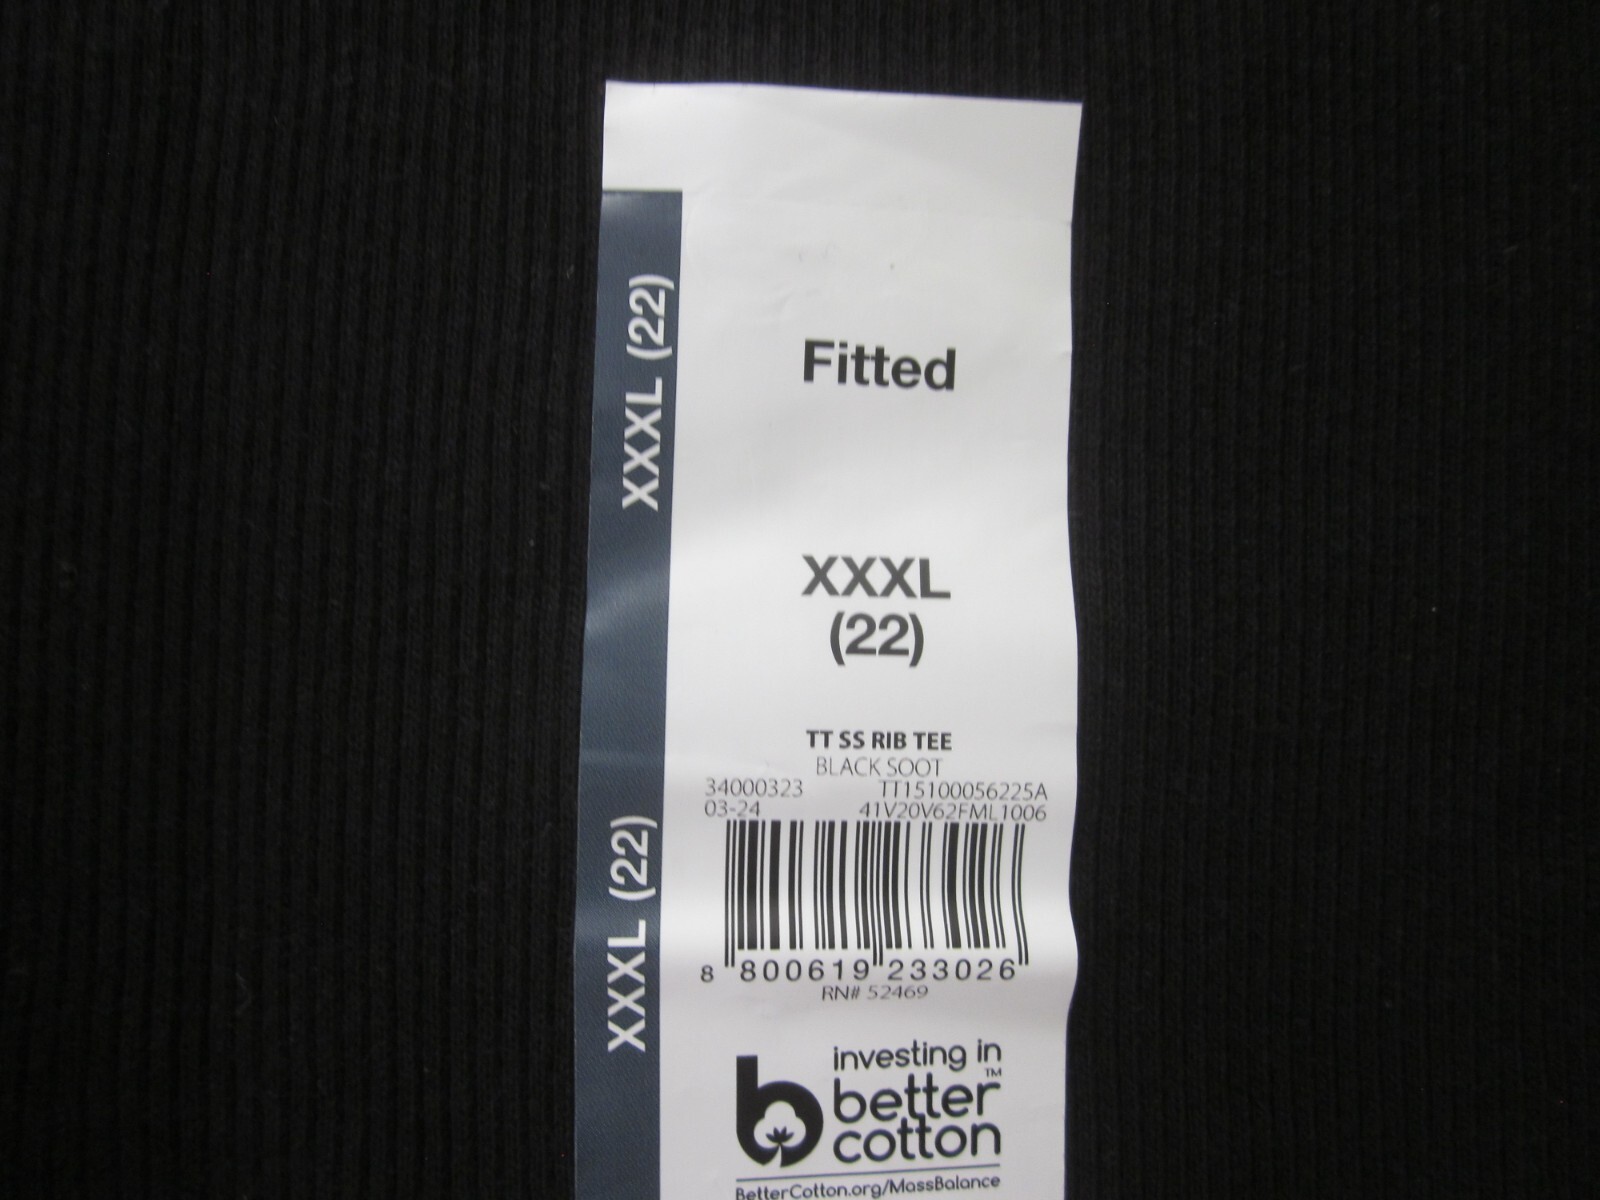 XXXL (22)
Fitted
XXXL
(22)
TT SS RIB TEE
BLACK SOOT
34000323 TT15100056225A
03-24 41V20V62FML1006
8 800619 233026
RN# 52469
XXXL (22)
investing in
better™
cotton
BetterCotton.org/MassBalance